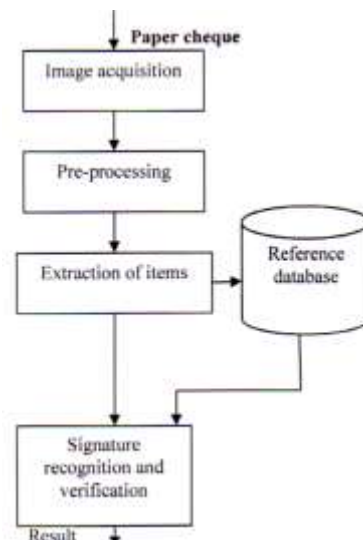 Paper cheque
Image acquisition
Pre-processing
Extraction of items
Reference
database
Signature
recognition and
verification
Result